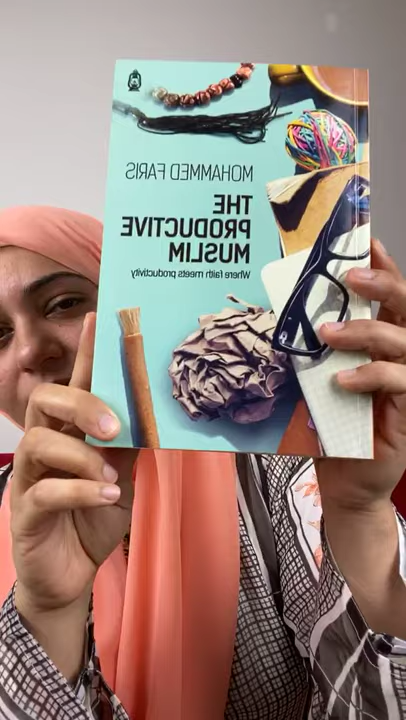 MOHAMMED FARIS
THE
PRODUCTIVE
MUSLIM
Where faith meets productivity